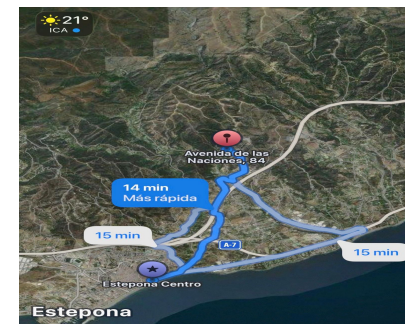 21°
ICA
Avenida de las
Naciones, 84
14 min
Más rápida
15 min
A-7
15 min
Estepona Centro
Estepona